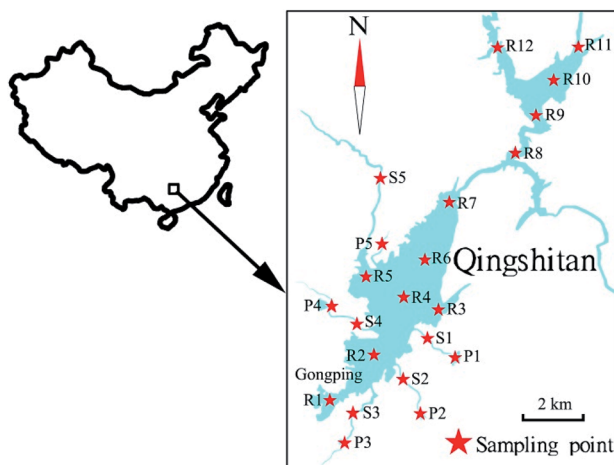 N
R12
R11
R10
R9
R8
S5
R7
P5
R6
Qingshitan
R5
R4
P4
R3
S4
S1
R2
P1
Gongping
S2
R1
S3
P2
2 km
P3
Sampling point